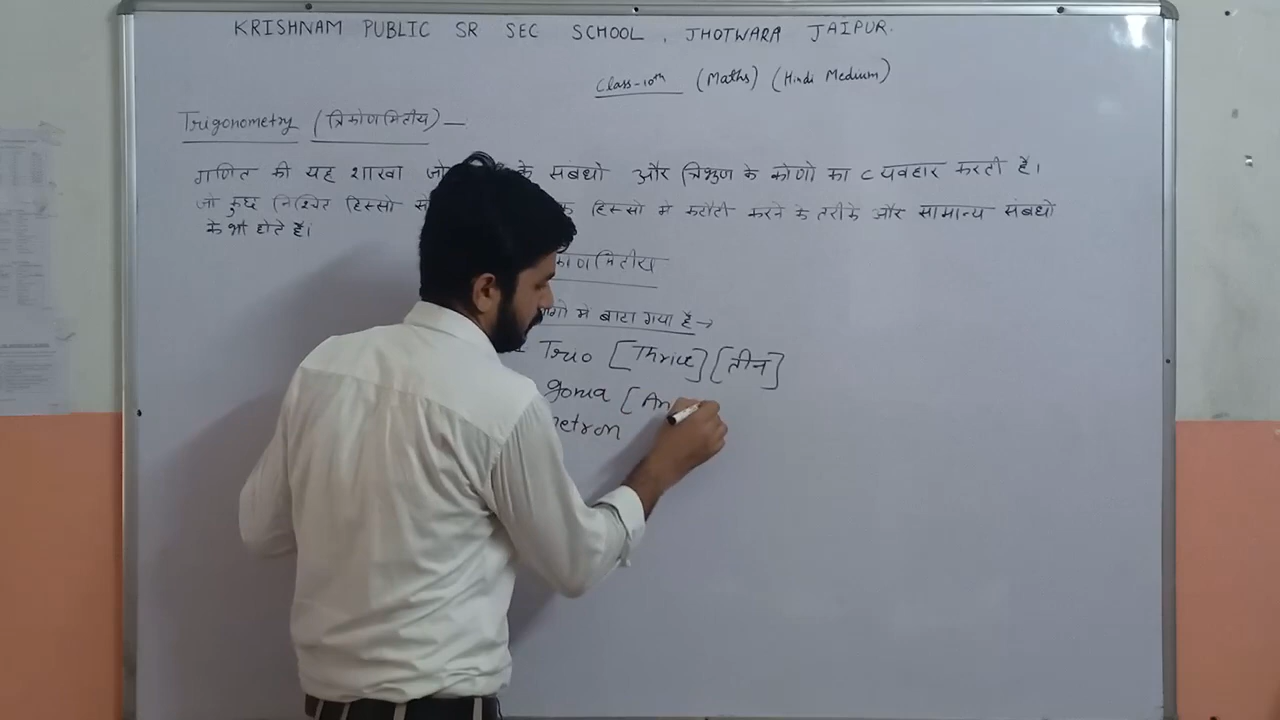 KRISHNAM PUBLIC SR SEC SCHOOL , JHOTWARA JAIPUR.
Class-10th (Maths) (Hindi Medium)
Trigonometry (त्रिकोणमितीय) —
गणित की यह शाखा जो के संबंधो और त्रिभुज के कोणो का C यवहार करती है।
जो कुछ निश्चित हिस्सो से हिस्सो मे कटौती करने के तरीके और सामान्य संबंधो
के भी होते हैं।
कोणमितीय
भागो मे बाटा गया है →
Trio [Thrice] [तीन]
gonia [An
metron